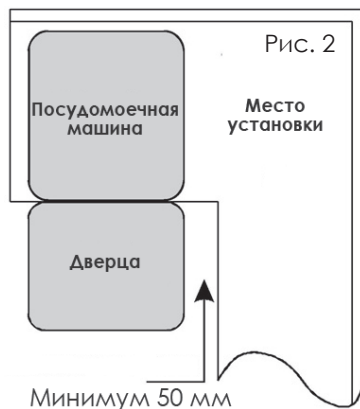 Рис. 2
Посудомоечная
машина
Место
установки
Дверца
Минимум 50 мм